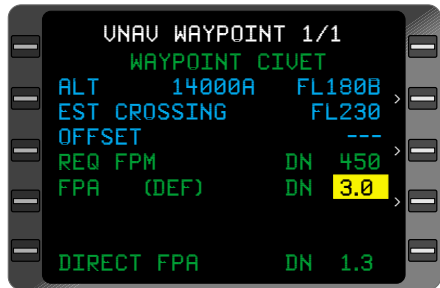 VNAV WAYPOINT 1/1
WAYPOINT CIVET
ALT 14000A FL180B
EST CROSSING FL230
OFFSET ---
REQ FPM DN 450
FPA (DEF) DN 3.0
DIRECT FPA DN 1.3